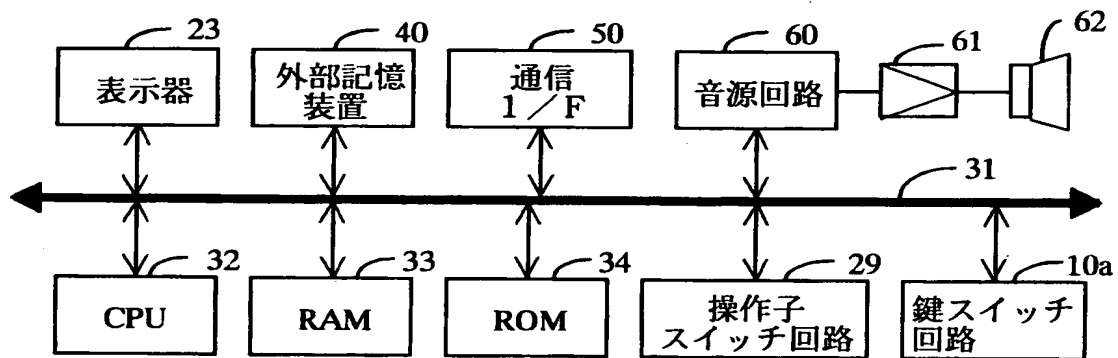 23
40
50
60
61
62
表示器
外部記憶
装置
通信
1/F
音源回路
31
32
33
34
29
10a
CPU
RAM
ROM
操作子
スイッチ回路
鍵スイッチ
回路